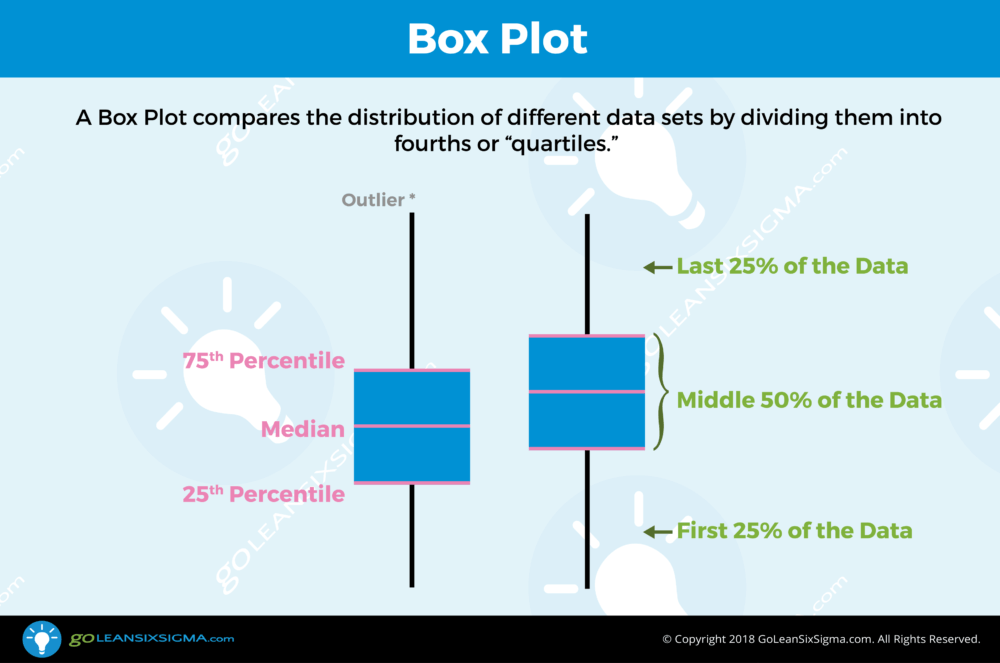 Box Plot
A Box Plot compares the distribution of different data sets by dividing them into
fourths or “quartiles.”
Outlier *
Last 25% of the Data
75th Percentile
Middle 50% of the Data
Median
25th Percentile
First 25% of the Data
goLEANSIXSIGMA.com
© Copyright 2018 GoLeanSixSigma.com. All Rights Reserved.